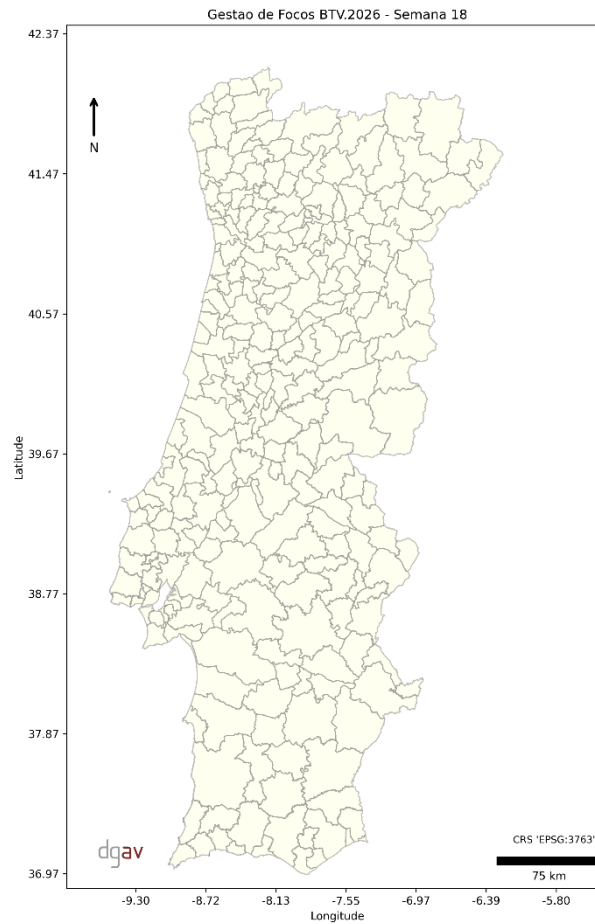 Gestao de Focos BTV.2026 - Semana 18
42.37
41.47
40.57
39.67
38.77
37.87
36.97
Latitude
N
dgav
CRS 'EPSG:3763'
75 km
-9.30 -8.72 -8.13 -7.55 -6.97 -6.39 -5.80
Longitude